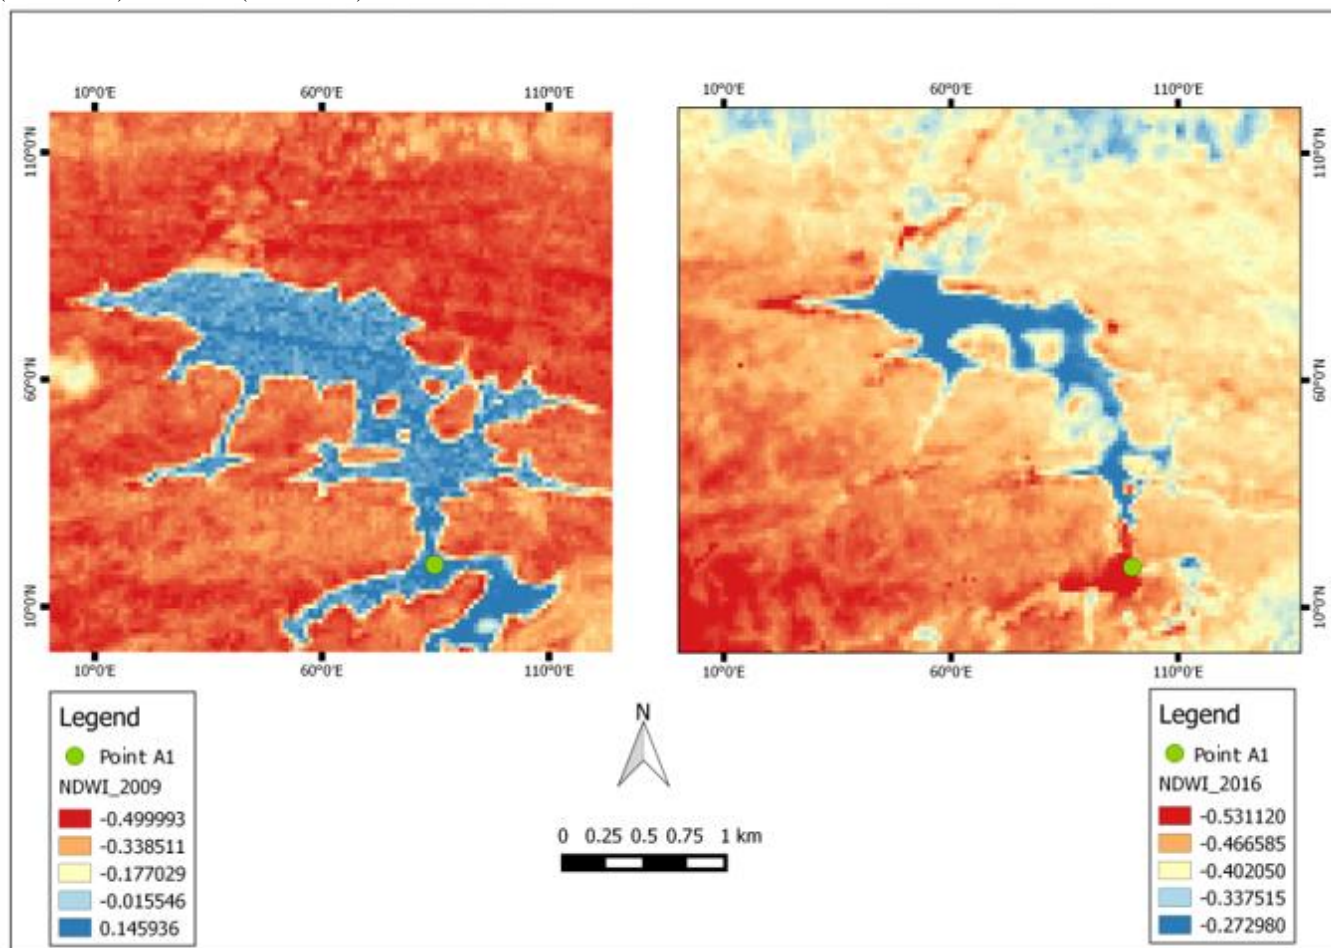 10°0'E 60°0'E 110°0'E 10°0'E 60°0'E 110°0'E
110°0'N 110°0'N
60°0'N 60°0'N
10°0'N 10°0'N
10°0'E 60°0'E 110°0'E 10°0'E 60°0'E 110°0'E
Legend
Point A1
NDWI_2009
-0.499993
-0.338511
-0.177029
-0.015546
0.145936
N
0 0.25 0.5 0.75 1 km
Legend
Point A1
NDWI_2016
-0.531120
-0.466585
-0.402050
-0.337515
-0.272980